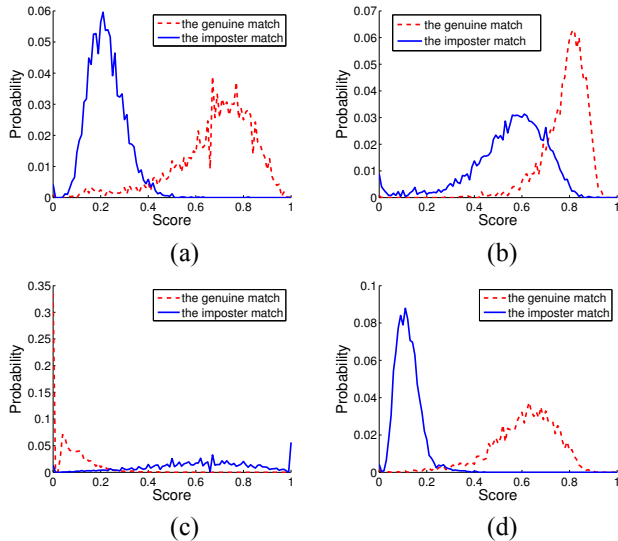 the genuine match
the imposter match
Probability
0.06
0.05
0.04
0.03
0.02
0.01
0
0 0.2 0.4 0.6 0.8 1
Score
(a)
the genuine match
the imposter match
Probability
0.07
0.06
0.05
0.04
0.03
0.02
0.01
0
0 0.2 0.4 0.6 0.8 1
Score
(b)
the genuine match
the imposter match
Probability
0.35
0.3
0.25
0.2
0.15
0.1
0.05
0
0 0.2 0.4 0.6 0.8 1
Score
(c)
the genuine match
the imposter match
Probability
0.1
0.08
0.06
0.04
0.02
0
0 0.2 0.4 0.6 0.8 1
Score
(d)